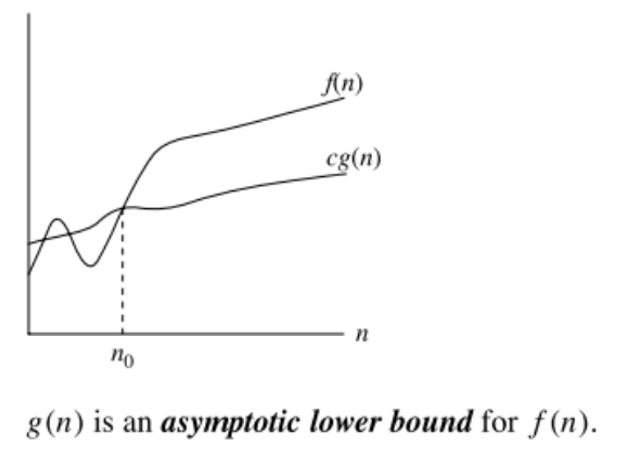 f(n)
cg(n)
n
n₀
g(n) is an asymptotic lower bound for f(n).